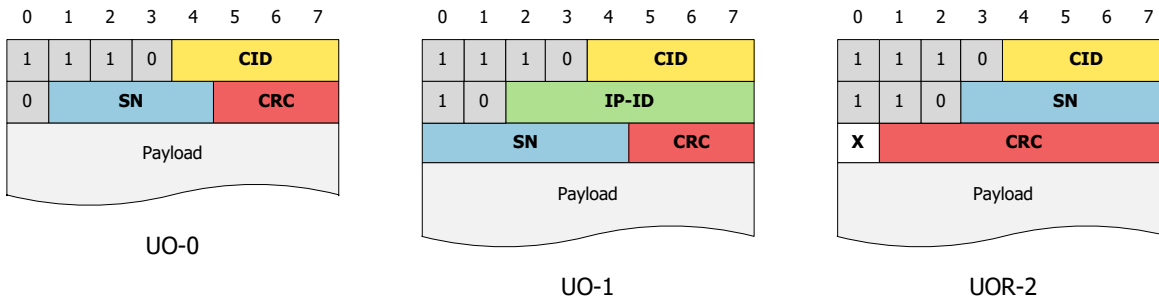 0 1 2 3 4 5 6 7
1 1 1 0 CID
0 SN CRC
Payload
UO-0
0 1 2 3 4 5 6 7
1 1 1 0 CID
1 0 IP-ID
SN CRC
Payload
UO-1
0 1 2 3 4 5 6 7
1 1 1 0 CID
1 1 0 SN
X CRC
Payload
UOR-2